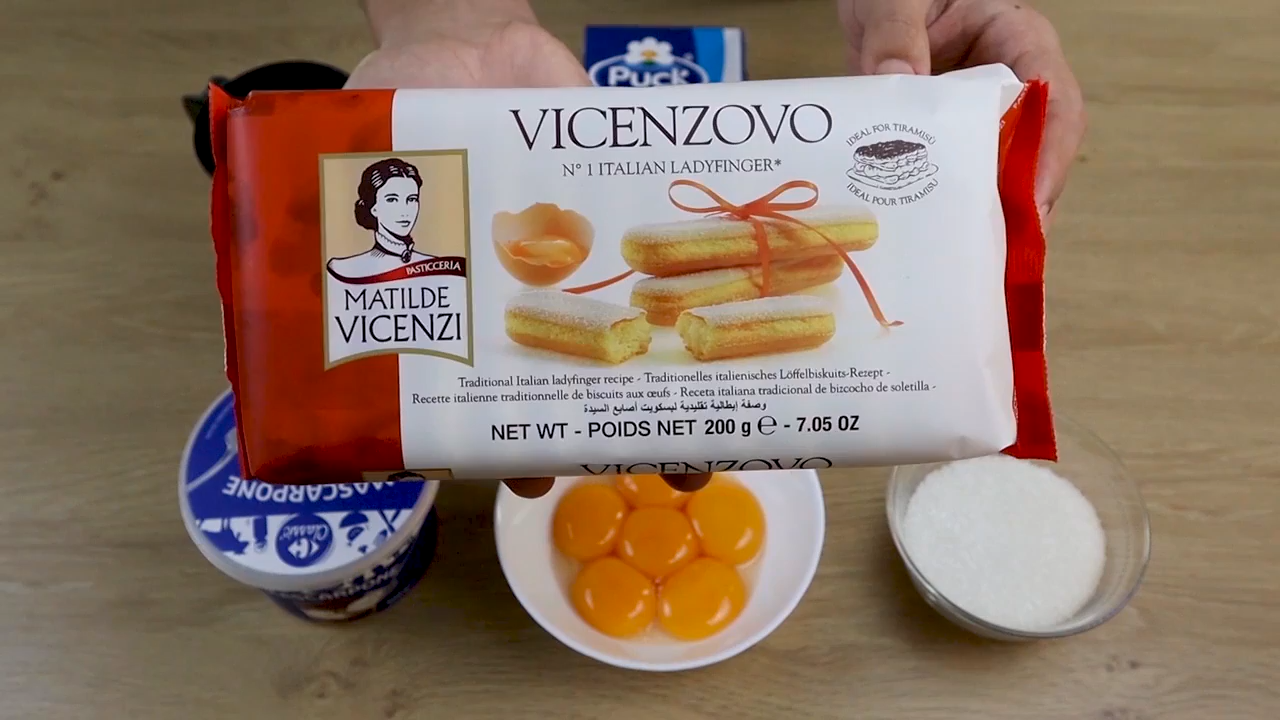 Puck
VICENZOVO
N° 1 ITALIAN LADYFINGER*
IDEAL FOR TIRAMISÙ
IDEAL POUR TIRAMISU
PASTICCERIA
MATILDE
VICENZI
Traditional Italian ladyfinger recipe - Traditionelles italienisches Löffelbiskuits-Rezept -
Recette italienne traditionnelle de biscuits aux œufs - Receta italiana tradicional de bizcocho de soletilla -
وصفة إيطالية تقليدية لبسكويت أصابع السيدة
NET WT - POIDS NET 200 g ℮ - 7.05 OZ
VICENZOVO
MASCARPONE
Classic